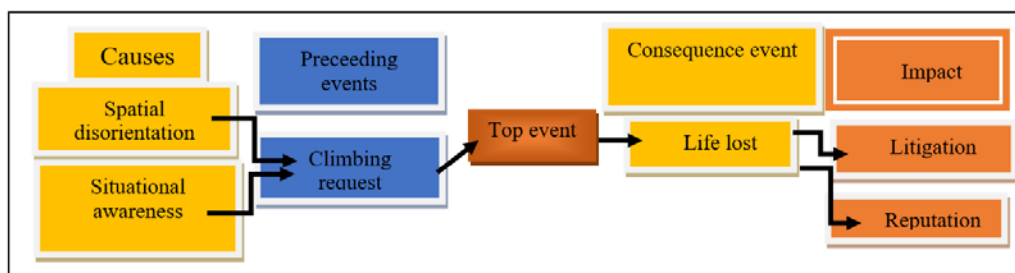 Causes
Spatial
disorientation
Situational
awareness
Preceeding
events
Climbing
request
Top event
Consequence event
Life lost
Impact
Litigation
Reputation